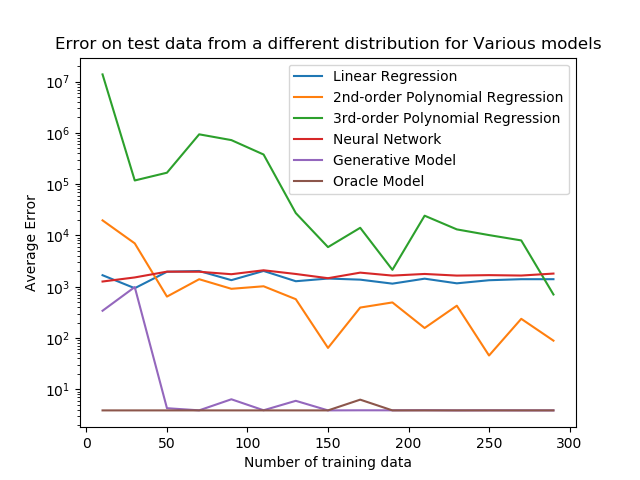 Error on test data from a different distribution for Various models
10^7
10^6
10^5
10^4
10^3
10^2
10^1
Average Error
Linear Regression
2nd-order Polynomial Regression
3rd-order Polynomial Regression
Neural Network
Generative Model
Oracle Model
0 50 100 150 200 250 300
Number of training data